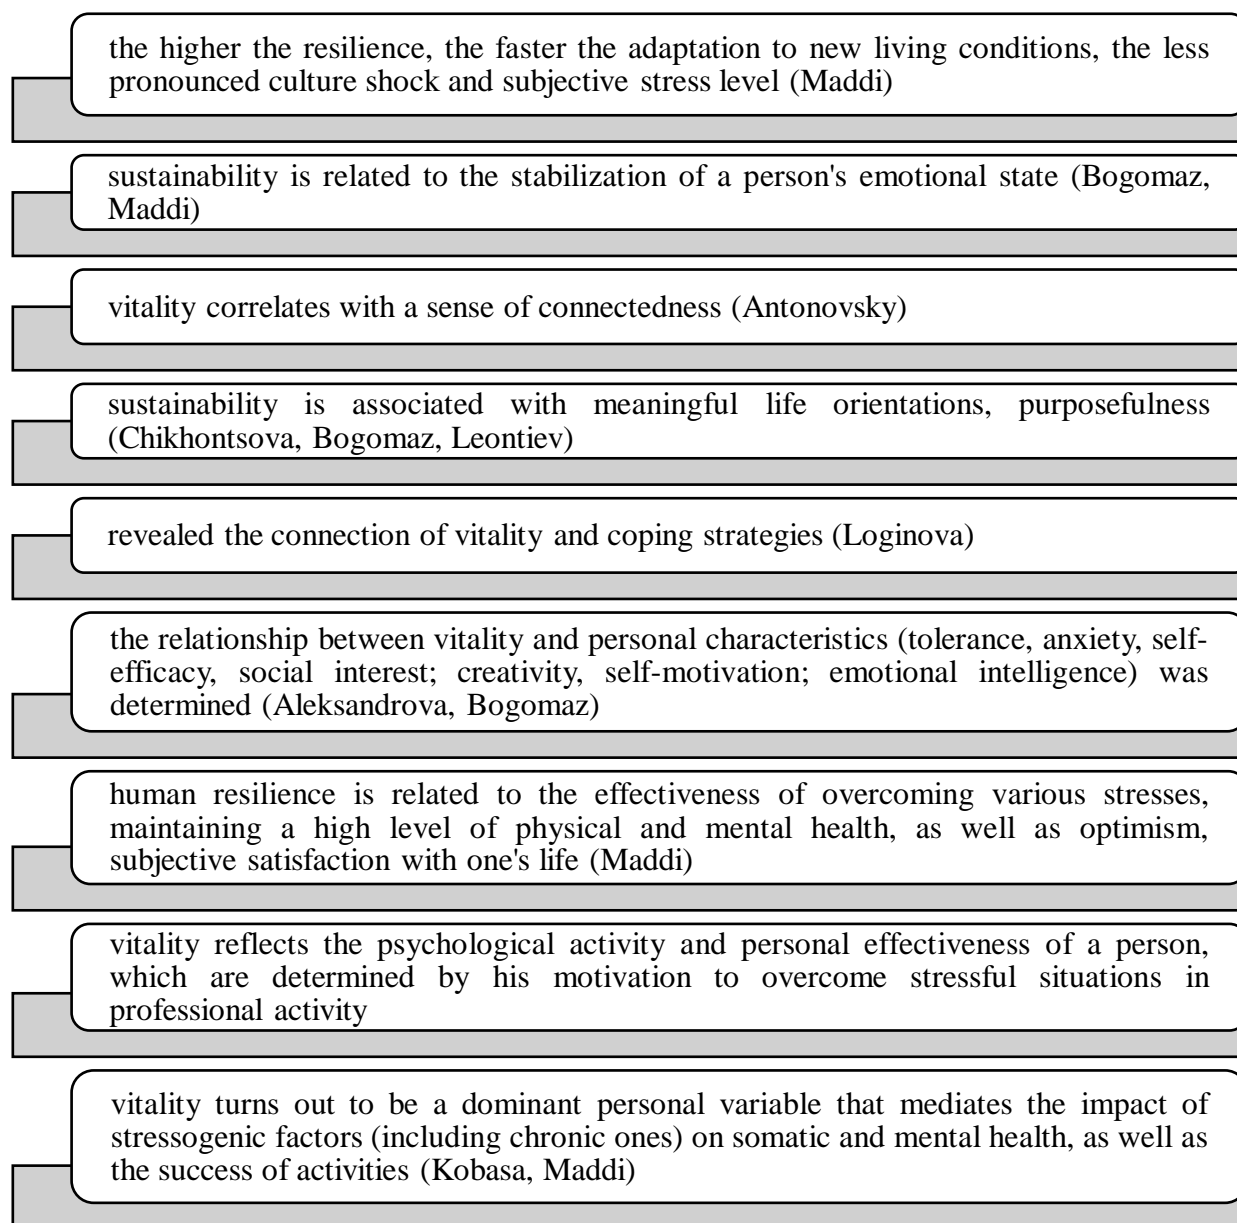 the higher the resilience, the faster the adaptation to new living conditions, the less
pronounced culture shock and subjective stress level (Maddi)
sustainability is related to the stabilization of a person's emotional state (Bogomaz,
Maddi)
vitality correlates with a sense of connectedness (Antonovsky)
sustainability is associated with meaningful life orientations, purposefulness
(Chikhontsova, Bogomaz, Leontiev)
revealed the connection of vitality and coping strategies (Loginova)
the relationship between vitality and personal characteristics (tolerance, anxiety, self-
efficacy, social interest; creativity, self-motivation; emotional intelligence) was
determined (Aleksandrova, Bogomaz)
human resilience is related to the effectiveness of overcoming various stresses,
maintaining a high level of physical and mental health, as well as optimism,
subjective satisfaction with one's life (Maddi)
vitality reflects the psychological activity and personal effectiveness of a person,
which are determined by his motivation to overcome stressful situations in
professional activity
vitality turns out to be a dominant personal variable that mediates the impact of
stressogenic factors (including chronic ones) on somatic and mental health, as well as
the success of activities (Kobasa, Maddi)